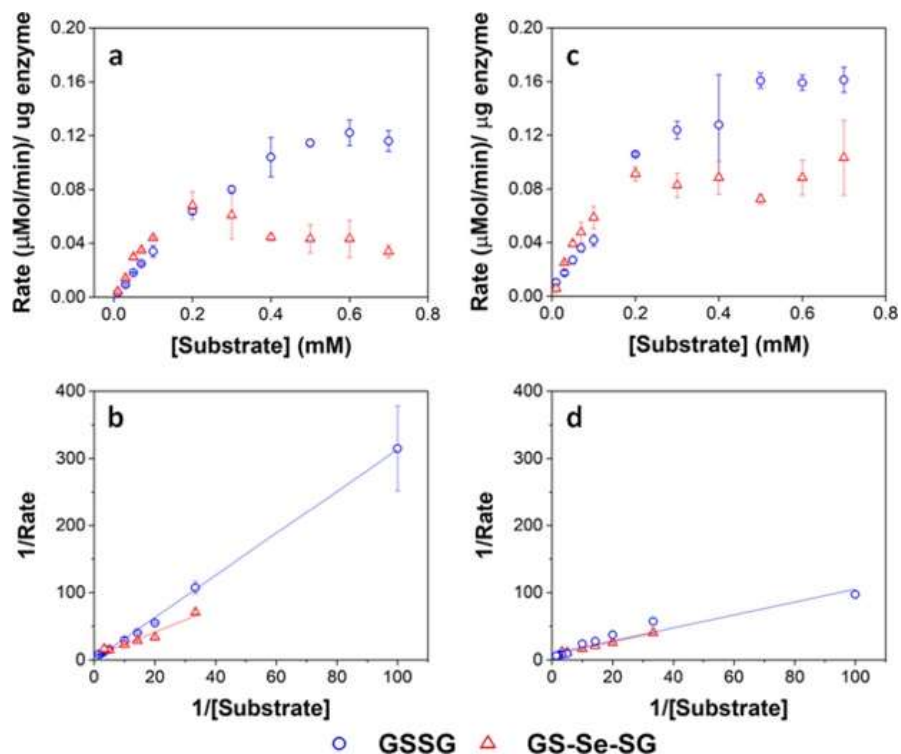 a
0.20
0.16
0.12
0.08
0.04
0.00
0.0 0.2 0.4 0.6 0.8
Rate (μMol/min)/ ug enzyme
[Substrate] (mM)
c
0.20
0.16
0.12
0.08
0.04
0.00
0.0 0.2 0.4 0.6 0.8
Rate (μMol/min)/ μg enzyme
[Substrate] (mM)
b
400
300
200
100
0
0 20 40 60 80 100
1/Rate
1/[Substrate]
d
400
300
200
100
0
0 20 40 60 80 100
1/Rate
1/[Substrate]
GSSG GS-Se-SG